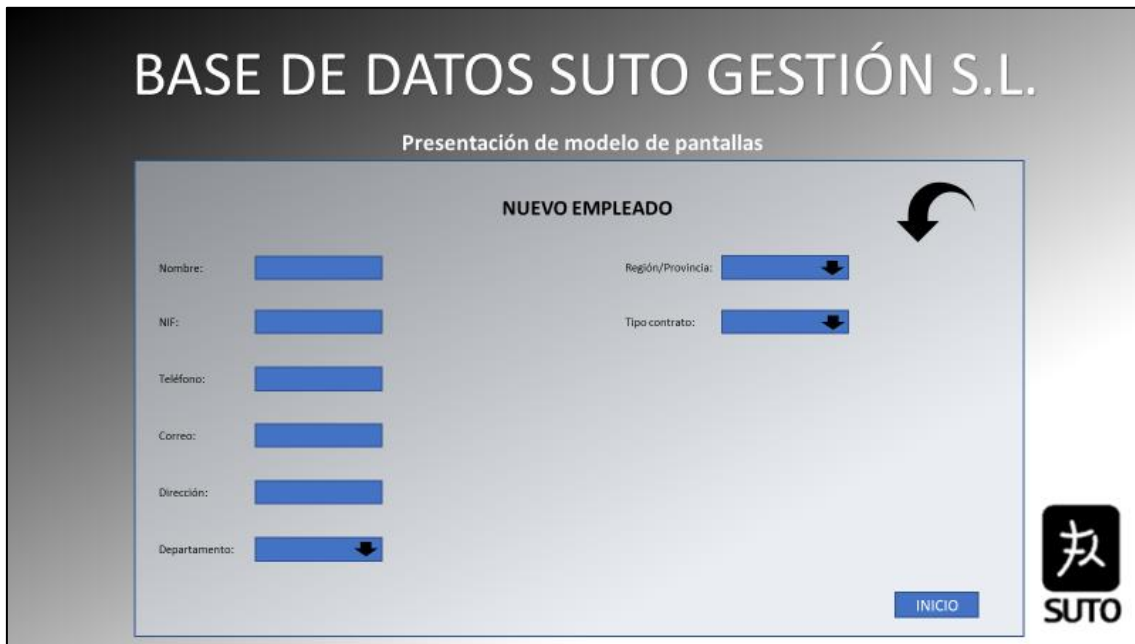 BASE DE DATOS SUTO GESTIÓN S.L.
Presentación de modelo de pantallas
NUEVO EMPLEADO
Nombre:
NIF:
Teléfono:
Correo:
Dirección:
Departamento:
Región/Provincia:
Tipo contrato:
INICIO
SUTO